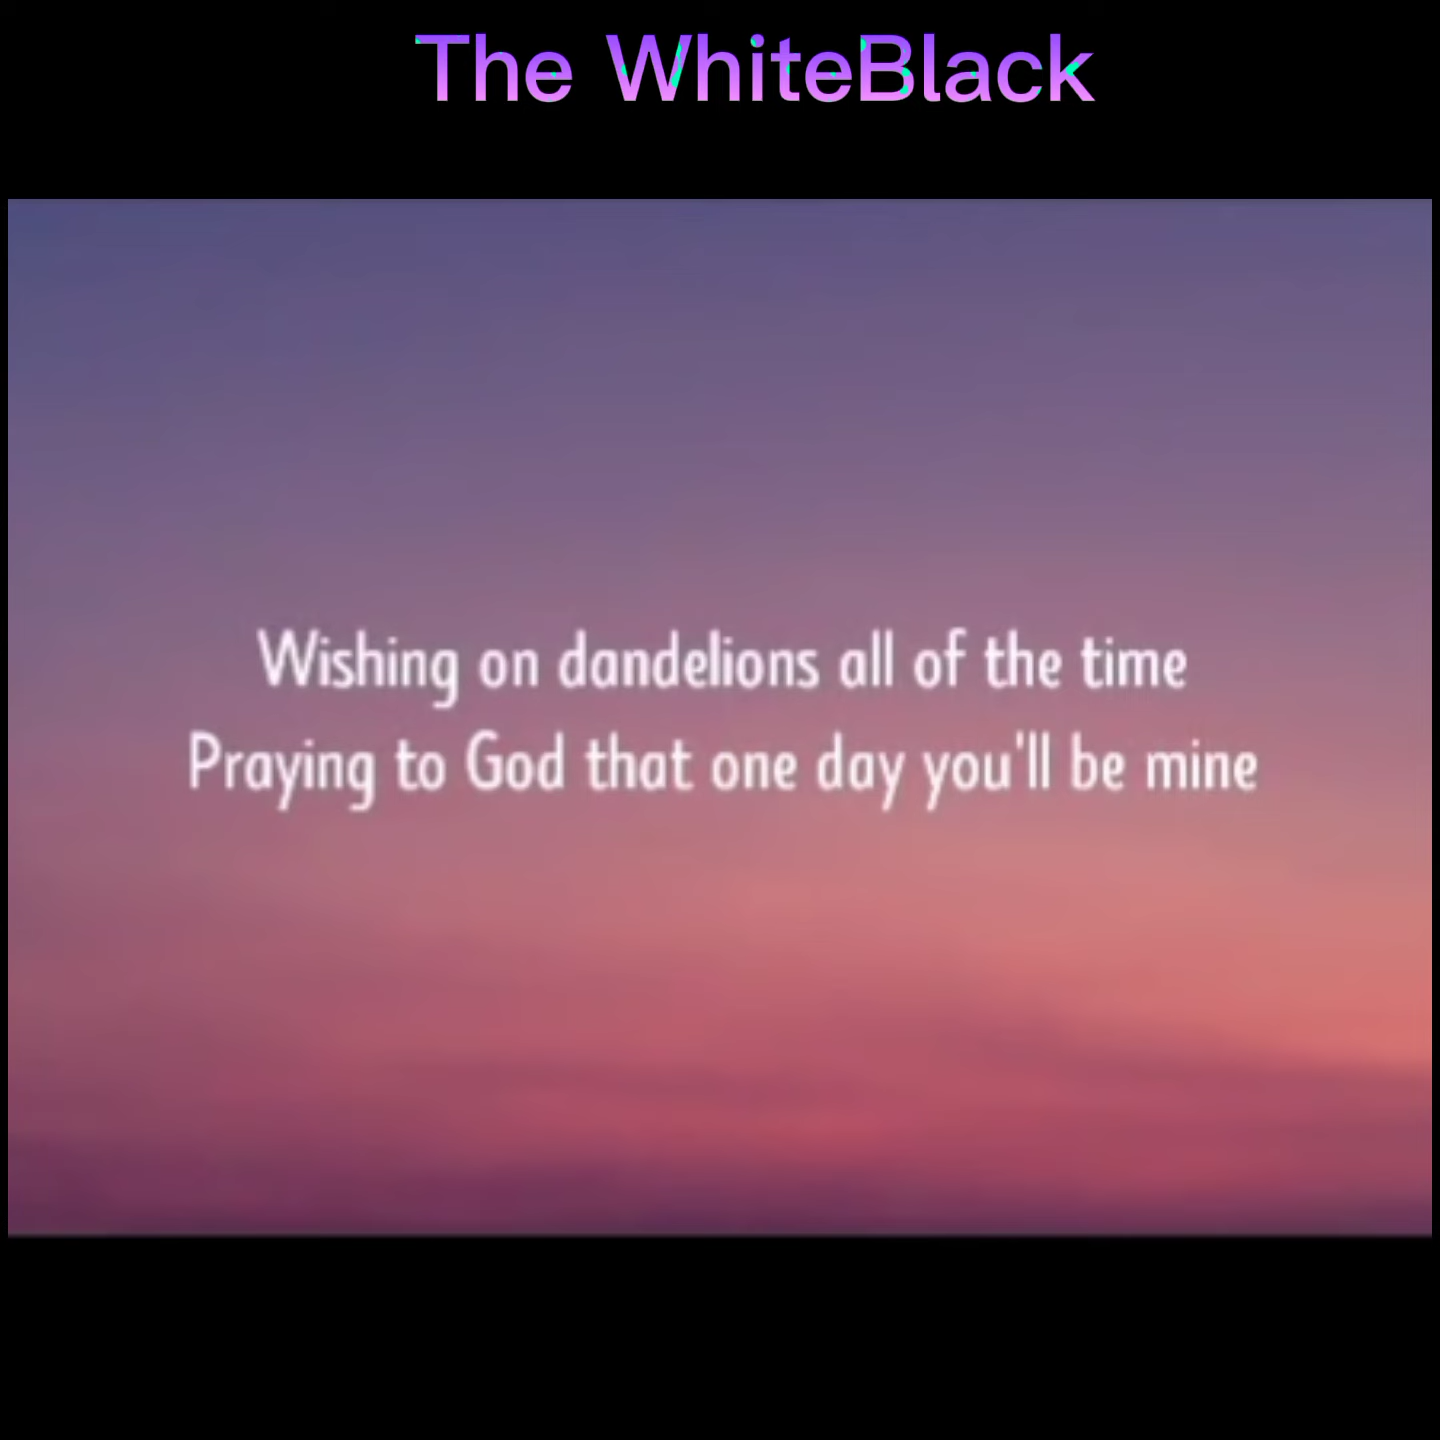 The WhiteBlack
Wishing on dandelions all of the time
Praying to God that one day you'll be mine